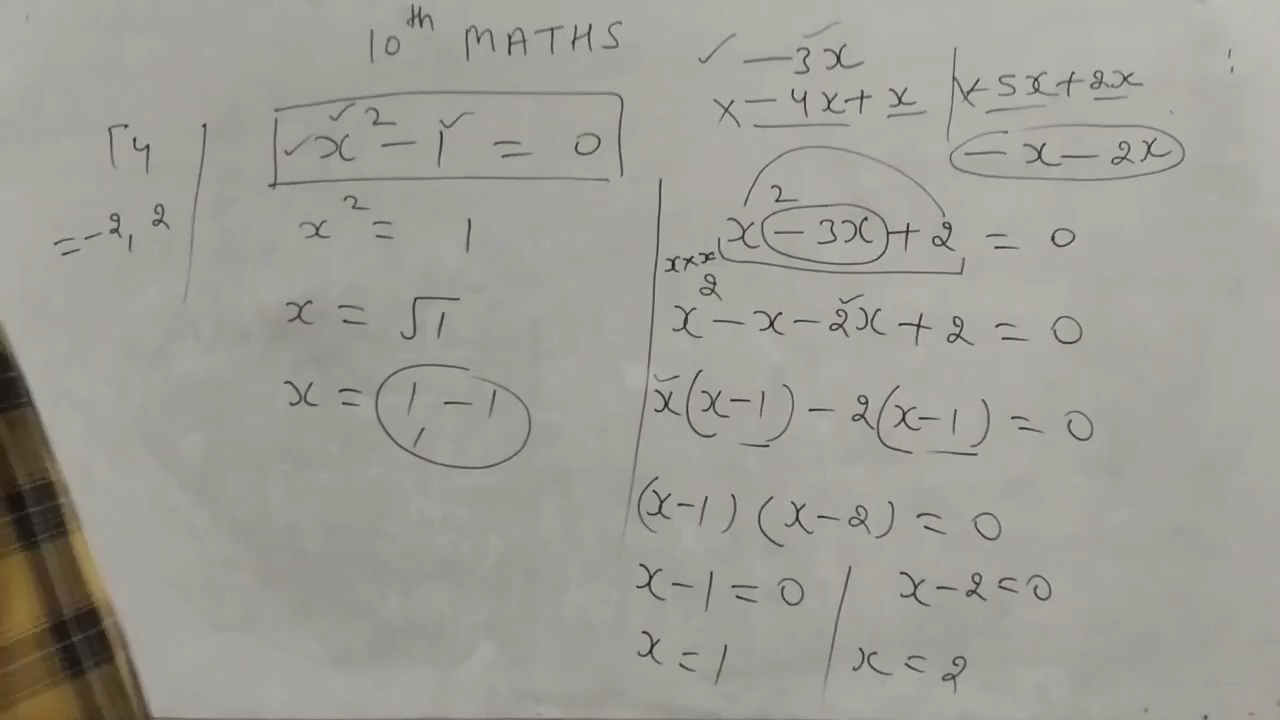 10th MATHS
√4
= -2, 2
x² - 1 = 0
x² = 1
x = √1
x = 1, -1
✓ -3x
x -4x + x
x -5x + 2x
-x - 2x
x² - 3x + 2 = 0
x × x
x² - x - 2x + 2 = 0
x(x-1) - 2(x-1) = 0
(x-1) (x-2) = 0
x-1 = 0 / x-2 = 0
x = 1 / x = 2